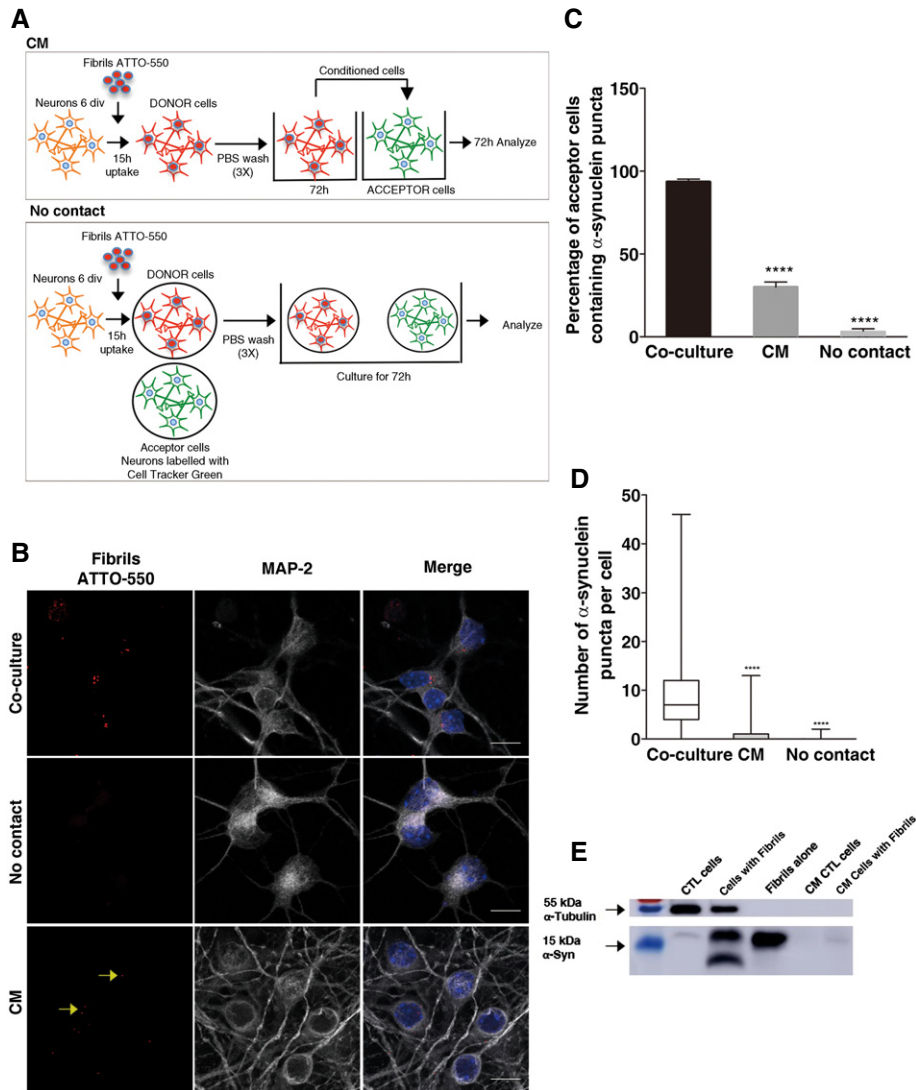 A
CM
Fibrils ATTO-550
Neurons 6 div
DONOR cells
15h
uptake
PBS wash
(3X)
Conditioned cells
72h
ACCEPTOR cells
72h Analyze
No contact
Fibrils ATTO-550
Neurons 6 div
DONOR cells
15h
uptake
PBS wash
(3X)
Culture for 72h
Analyze
Acceptor cells
Neurons labelled with
Cell Tracker Green
B
Fibrils
ATTO-550
MAP-2
Merge
Co-culture
No contact
CM
C
Percentage of acceptor cells
containing α-synuclein puncta
150
100
50
0
****
****
Co-culture
CM
No contact
D
Number of α-synuclein
puncta per cell
50
40
30
20
10
0
****
****
Co-culture
CM
No contact
E
CTL cells
Cells with Fibrils
Fibrils alone
CM CTL cells
CM Cells with Fibrils
55 kDa
α-Tubulin
15 kDa
α-Syn